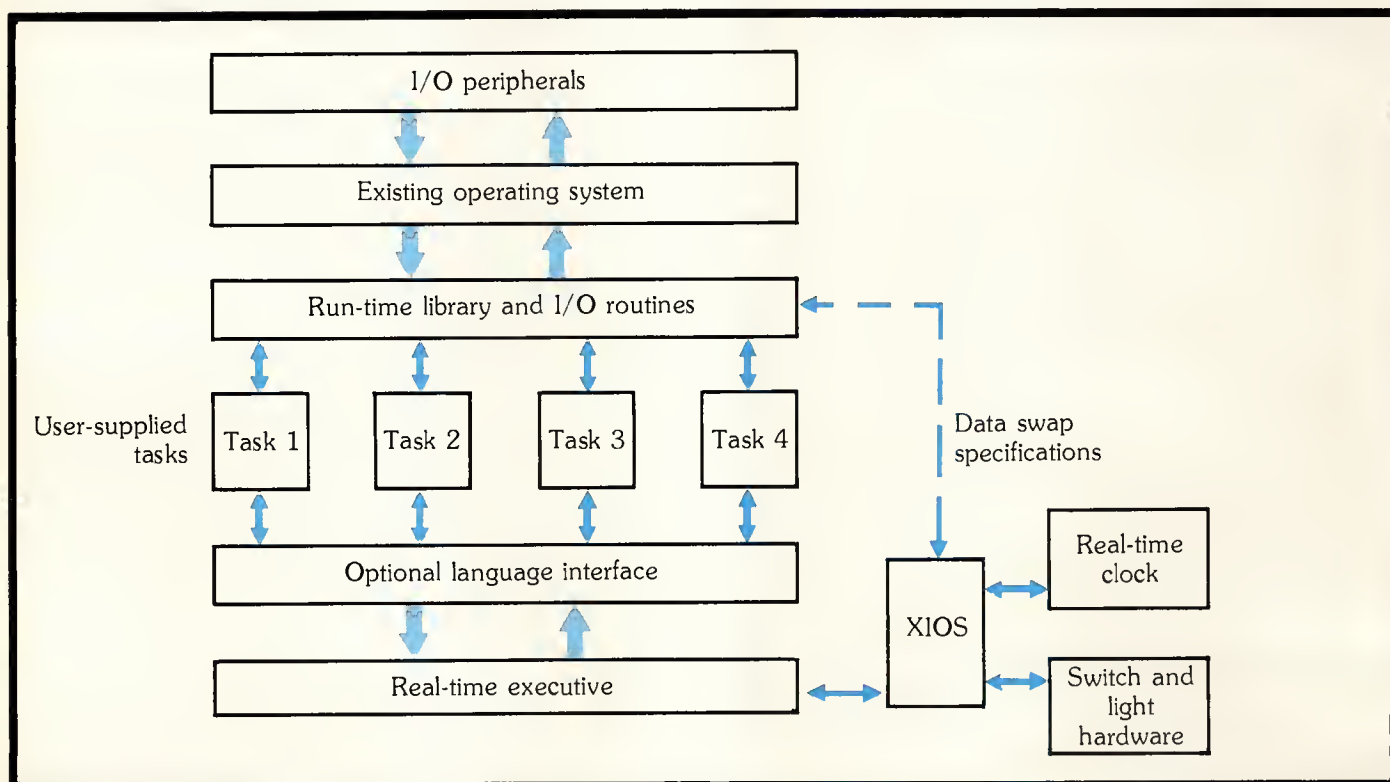 I/O peripherals
Existing operating system
Run-time library and I/O routines
User-supplied
tasks
Task 1
Task 2
Task 3
Task 4
Data swap
specifications
Optional language interface
Real-time
clock
XIOS
Real-time executive
Switch and
light
hardware